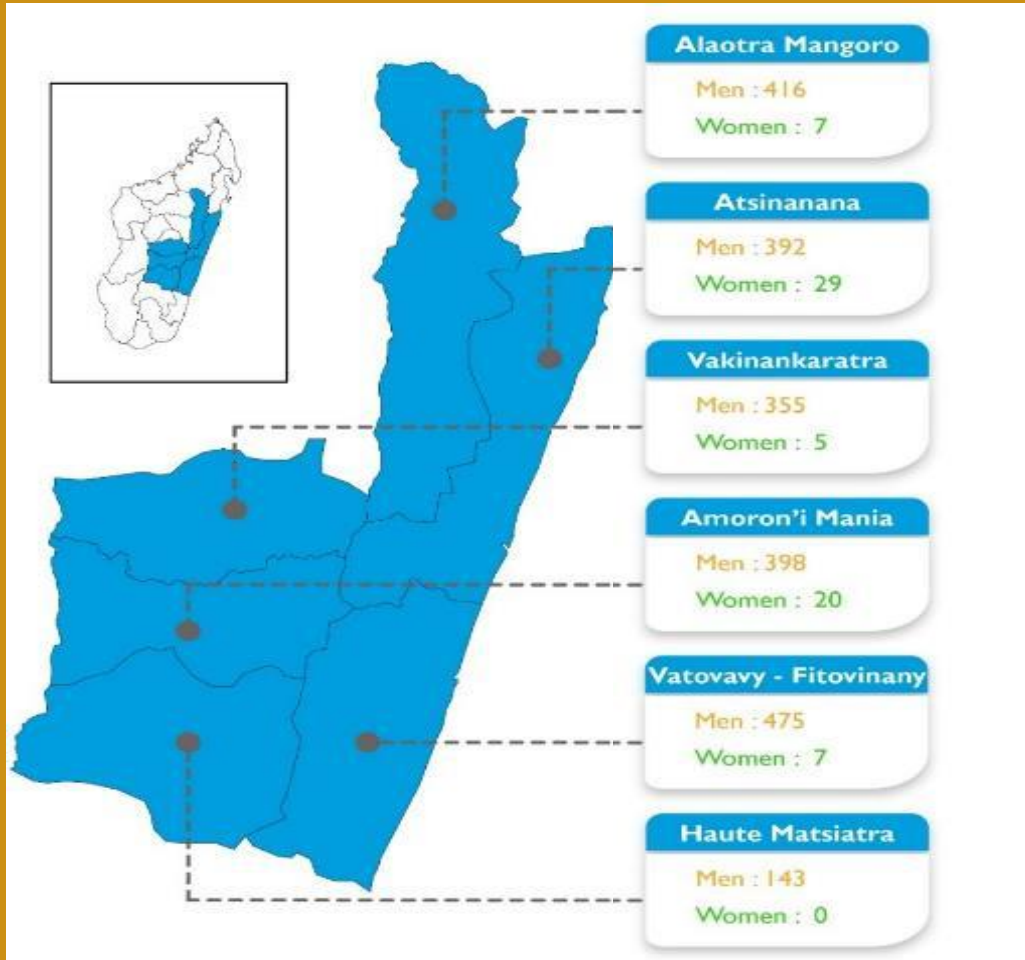 Alaotra Mangoro
Men : 416
Women : 7
Atsinanana
Men : 392
Women : 29
Vakinankaratra
Men : 355
Women : 5
Amoron’i Mania
Men : 398
Women : 20
Vatovavy - Fitovinany
Men : 475
Women : 7
Haute Matsiatra
Men : 143
Women : 0